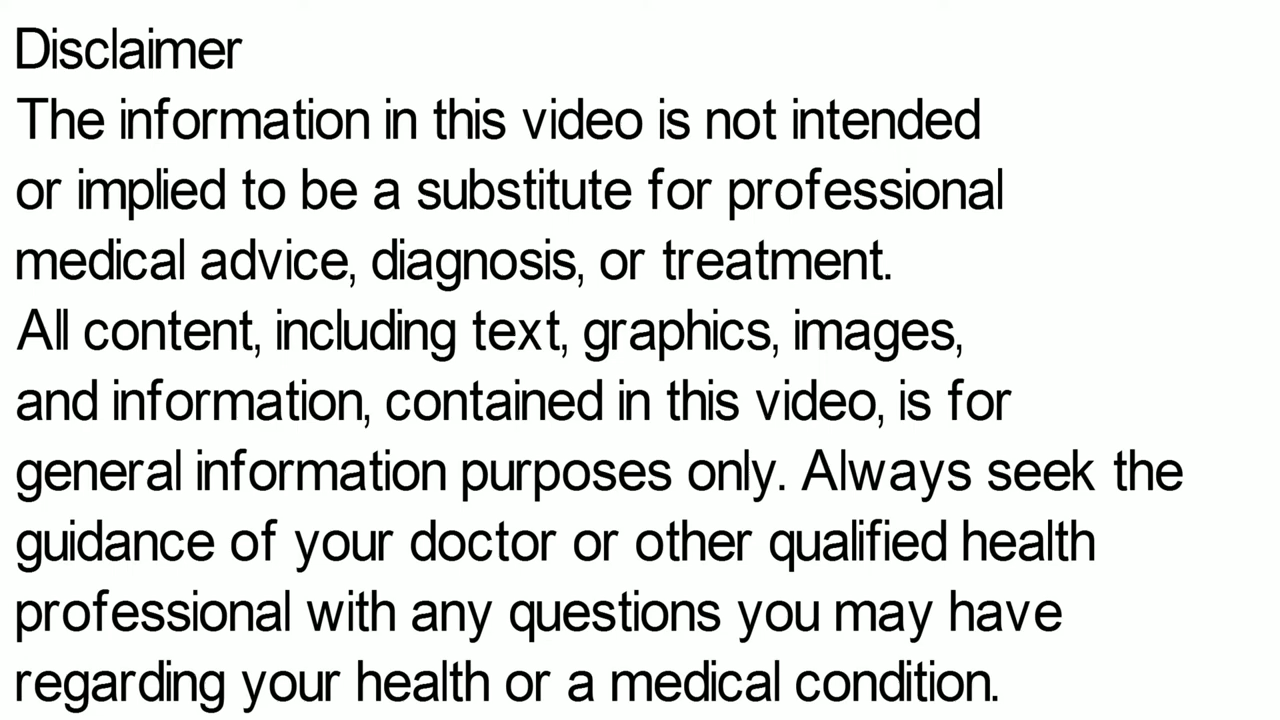 Disclaimer
The information in this video is not intended
or implied to be a substitute for professional
medical advice, diagnosis, or treatment.
All content, including text, graphics, images,
and information, contained in this video, is for
general information purposes only. Always seek the
guidance of your doctor or other qualified health
professional with any questions you may have
regarding your health or a medical condition.